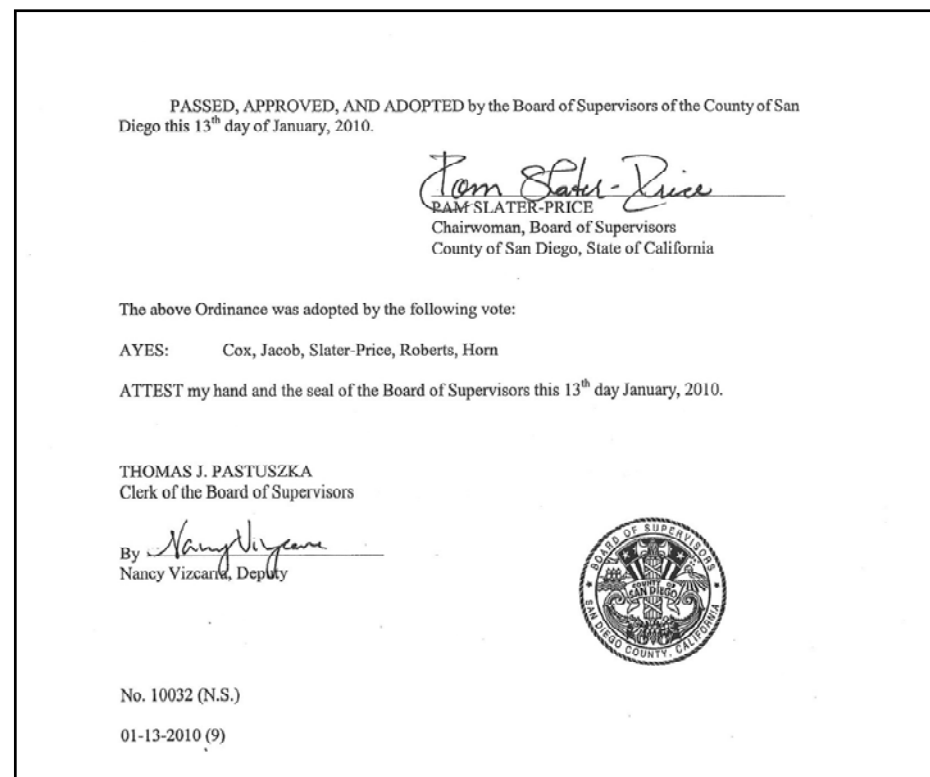 PASSED, APPROVED, AND ADOPTED by the Board of Supervisors of the County of San
Diego this 13th day of January, 2010.
Pam Slater-Price
PAM SLATER-PRICE
Chairwoman, Board of Supervisors
County of San Diego, State of California
The above Ordinance was adopted by the following vote:
AYES: Cox, Jacob, Slater-Price, Roberts, Horn
ATTEST my hand and the seal of the Board of Supervisors this 13th day January, 2010.
THOMAS J. PASTUSZKA
Clerk of the Board of Supervisors
By Nancy Vizcarra
Nancy Vizcarra, Deputy
BOARD OF SUPERVISORS
COUNTY OF
SAN DIEGO
SAN DIEGO COUNTY, CALIFORNIA
No. 10032 (N.S.)
01-13-2010 (9)